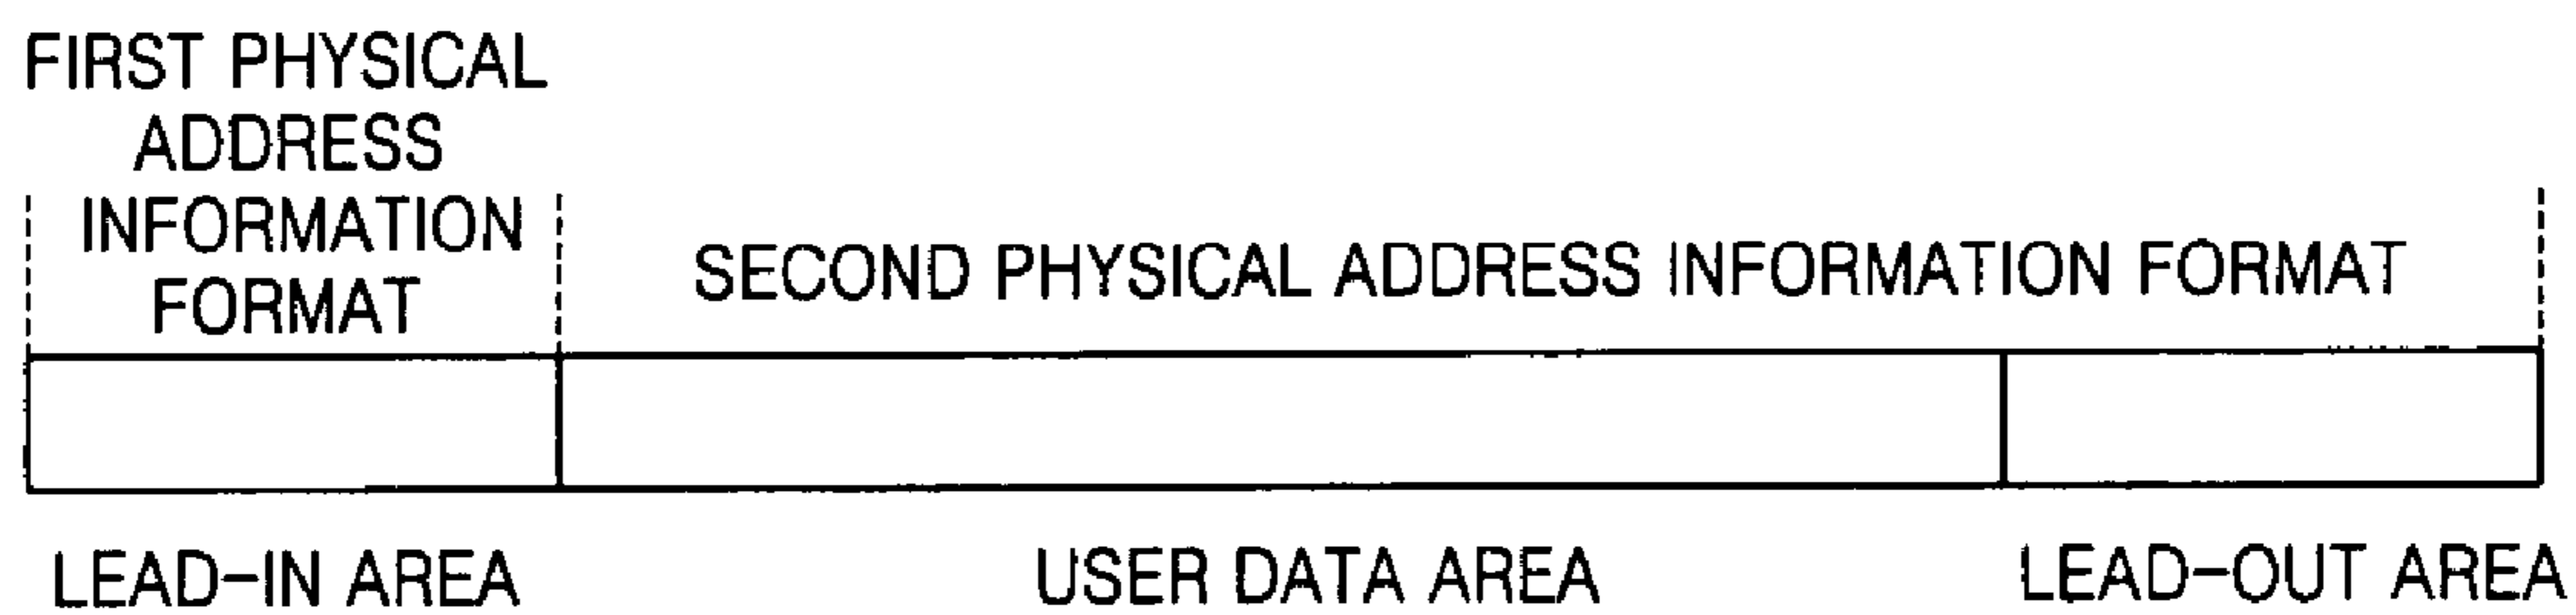 FIRST PHYSICAL
ADDRESS
INFORMATION
FORMAT
SECOND PHYSICAL ADDRESS INFORMATION FORMAT
LEAD-IN AREA
USER DATA AREA
LEAD-OUT AREA